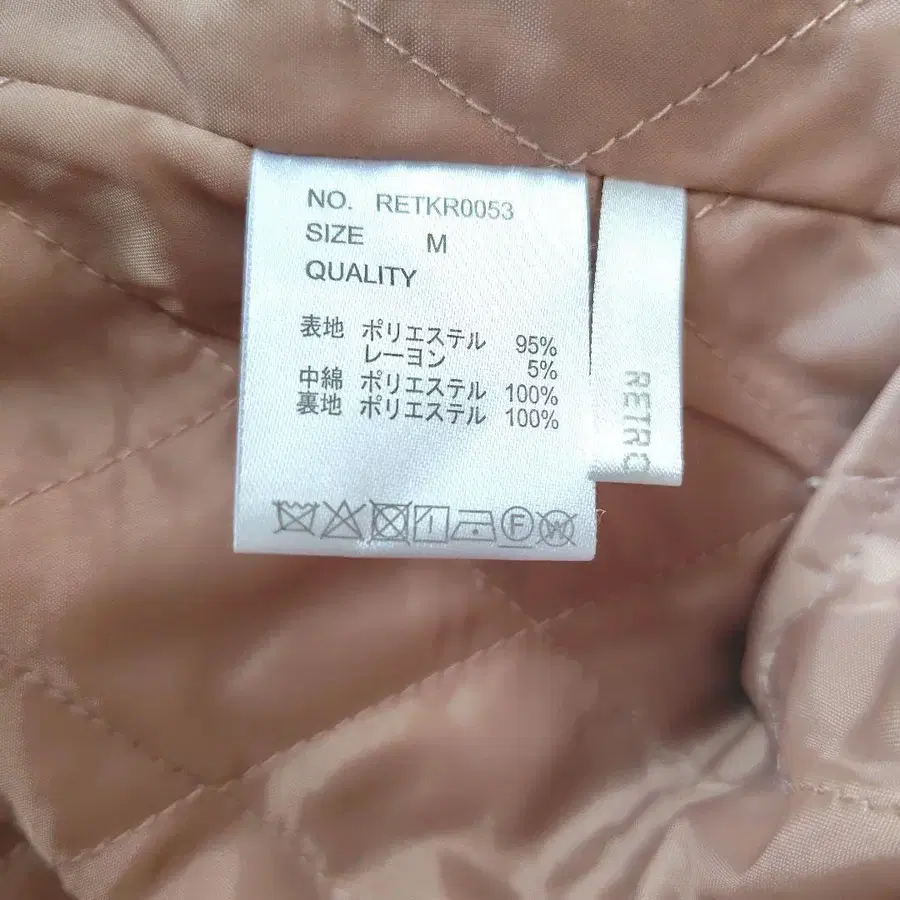 NO. RETKR0053
SIZE M
QUALITY
表地 ポリエステル 95%
レーヨン 5%
中綿 ポリエステル 100%
裏地 ポリエステル 100%
F
W
RETRO